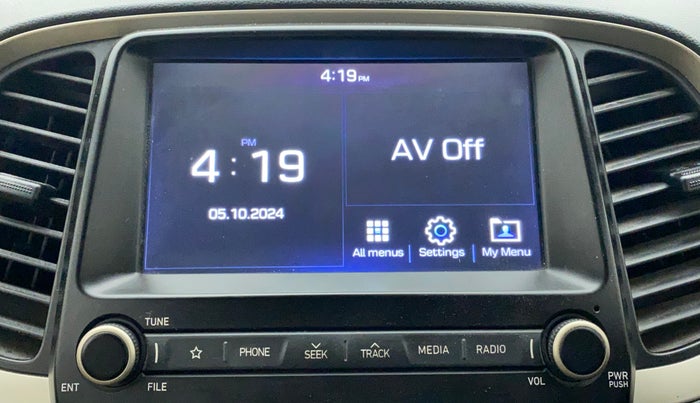 4:19 PM
PM
4:19
05.10.2024
AV Off
All menus
Settings
My Menu
TUNE
PHONE
SEEK
TRACK
MEDIA
RADIO
ENT
FILE
VOL
PWR
PUSH